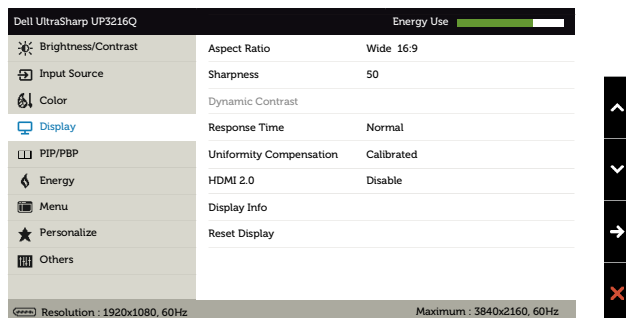 Dell UltraSharp UP3216Q Energy Use
Brightness/Contrast Aspect Ratio Wide 16:9
Input Source Sharpness 50
Color Dynamic Contrast
Display Response Time Normal
PIP/PBP Uniformity Compensation Calibrated
Energy HDMI 2.0 Disable
Menu Display Info
Personalize Reset Display
Others
Resolution : 1920x1080, 60Hz Maximum : 3840x2160, 60Hz